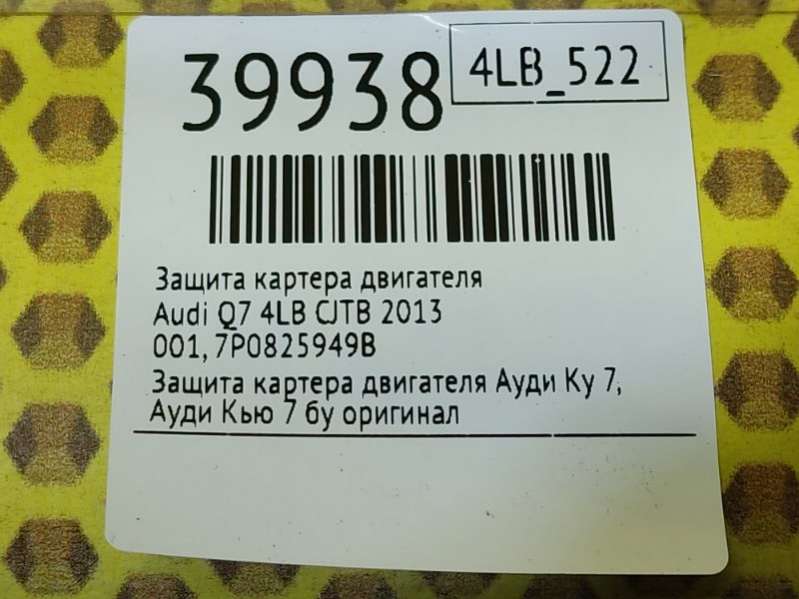 39938
4LB_522
Защита картера двигателя
Audi Q7 4LB CJTB 2013
001, 7P0825949B
Защита картера двигателя Ауди Ку 7,
Ауди Кью 7 бу оригинал